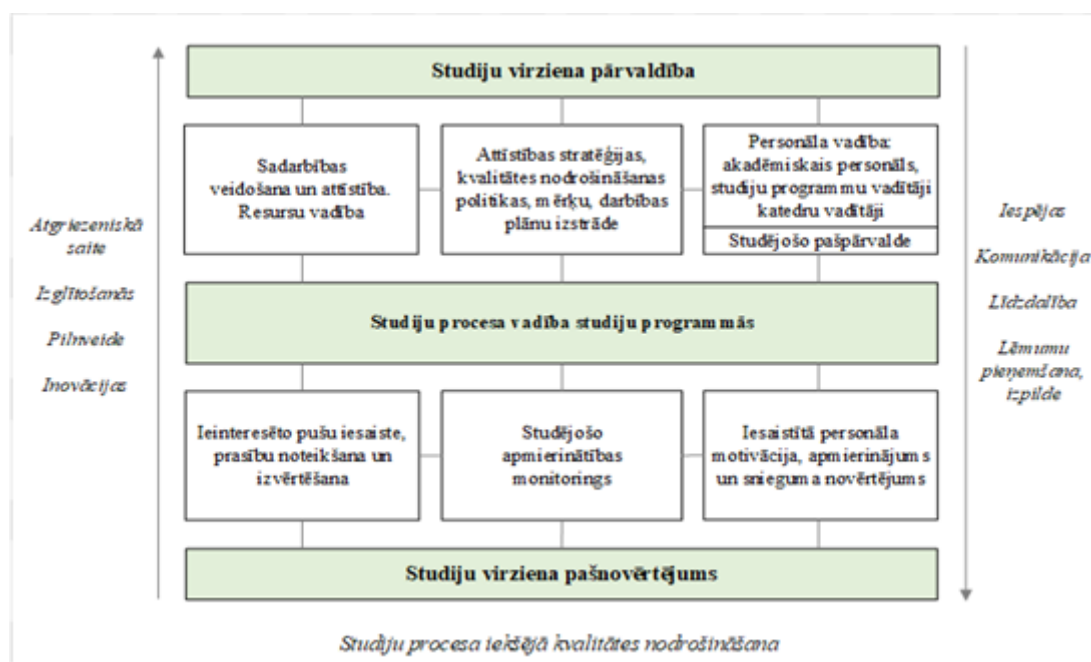 Studiju virziena pārvaldība
Sadarbības
veidošana un attīstība.
Resursu vadība
Attīstības stratēģijas,
kvalitātes nodrošināšanas
politikas, mērķu, darbības
plānu izstrāde
Personāla vadība:
akadēmiskais personāls,
studiju programmu vadītāji
katedru vadītāji
Studējošo pašpārvalde
Atgriezeniskā
saite
Izglītošanās
Pilnveide
Inovācijas
Iespējas
Komunikācija
Līdzdalība
Lēmumu
pieņemšana,
izpilde
Studiju procesa vadība studiju programmās
Ieinteresēto pušu iesaiste,
prasību noteikšana un
izvērtēšana
Studējošo
apmierinātības
monitorings
Iesaistītā personāla
motivācija, apmierinājums
un snieguma novērtējums
Studiju virziena pašnovērtējums
Studiju procesa iekšējā kvalitātes nodrošināšana